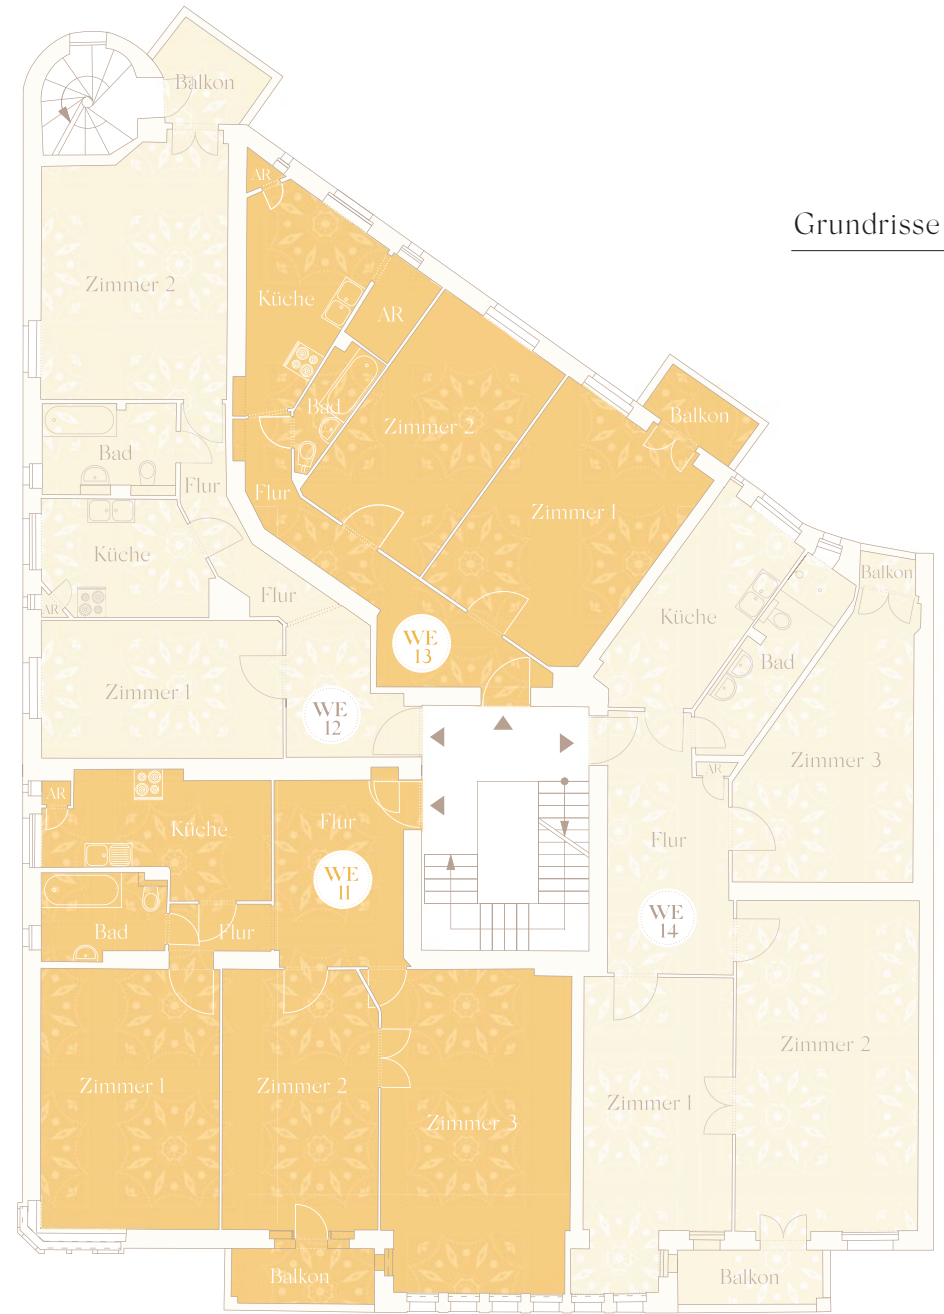 Balkon
AR
Grundrisse
Zimmer 2
Küche
AR
Bad
Balkon
Zimmer 2
Bad
Flur
Flur
Zimmer 1
Küche
Balkon
AR
Flur
Küche
WE
13
Bad
Zimmer 1
WE
12
Zimmer 3
AR
AR
Küche
Flur
Flur
WE
11
WE
14
Bad
Flur
Zimmer 2
Zimmer 1
Zimmer 2
Zimmer 3
Zimmer 1
Balkon
Balkon